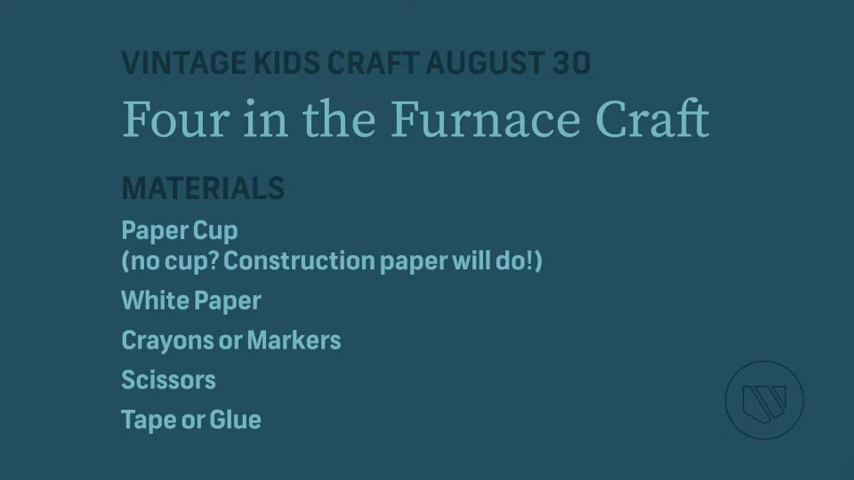 VINTAGE KIDS CRAFT AUGUST 30
Four in the Furnace Craft
MATERIALS
Paper Cup
(no cup? Construction paper will do!)
White Paper
Crayons or Markers
Scissors
Tape or Glue